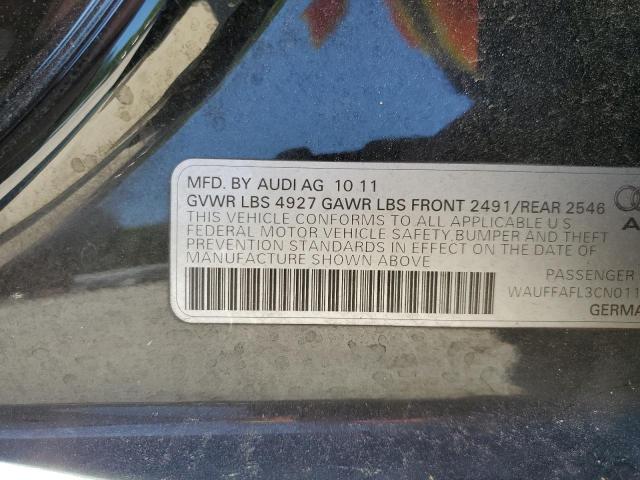 MFD. BY AUDI AG 10 11
GVWR LBS 4927 GAWR LBS FRONT 2491/REAR 2546
THIS VEHICLE CONFORMS TO ALL APPLICABLE U S
FEDERAL MOTOR VEHICLE SAFETY, BUMPER AND THEFT
PREVENTION STANDARDS IN EFFECT ON THE DATE OF
MANUFACTURE SHOWN ABOVE
PASSENGER
WAUFFAFL3CN011
GERMA